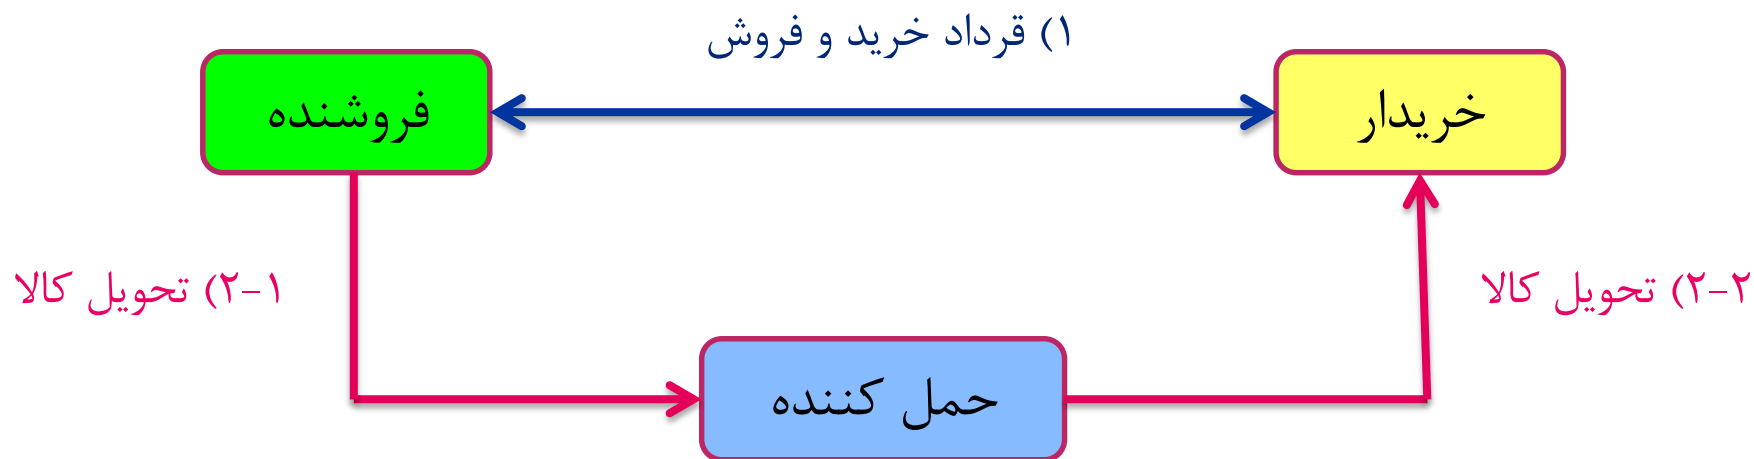 ۱) قرداد خرید و فروش
خریدار
فروشنده
۲-۲) تحویل کالا
۲-۱) تحویل کالا
حمل کننده